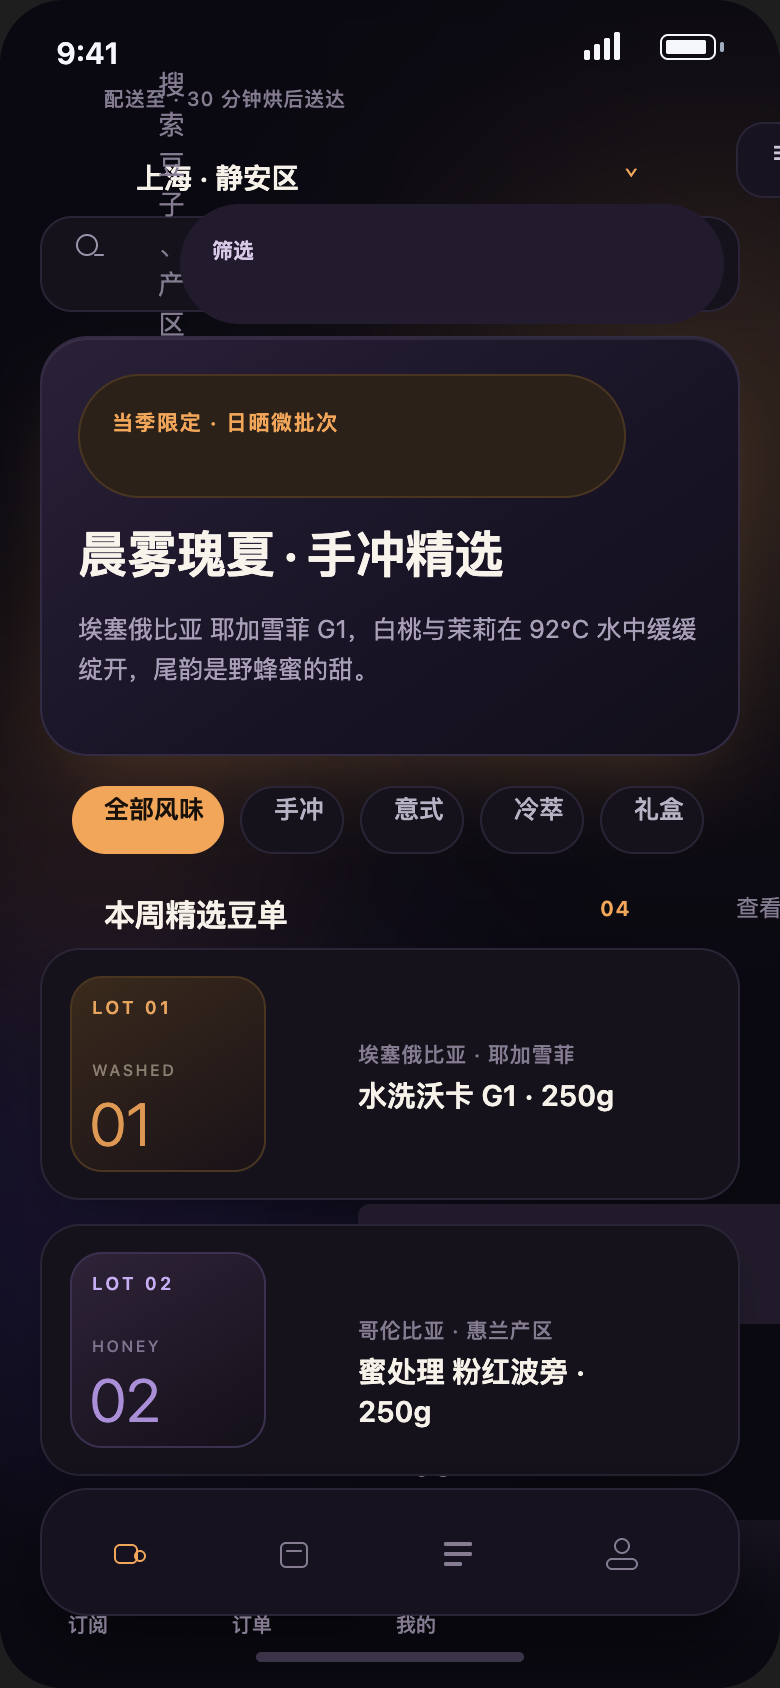 9:41
配送至 · 30 分钟烘后送达
上海 · 静安区
搜索豆子、产区
筛选
当季限定 · 日晒微批次
晨雾瑰夏 · 手冲精选
埃塞俄比亚 耶加雪菲 G1，白桃与茉莉在 92°C 水中缓缓
绽开，尾韵是野蜂蜜的甜。
全部风味
手冲
意式
冷萃
礼盒
本周精选豆单
04
查看
LOT 01
WASHED
01
埃塞俄比亚 · 耶加雪菲
水洗沃卡 G1 · 250g
LOT 02
HONEY
02
哥伦比亚 · 惠兰产区
蜜处理 粉红波旁 ·
250g
订阅
订单
我的